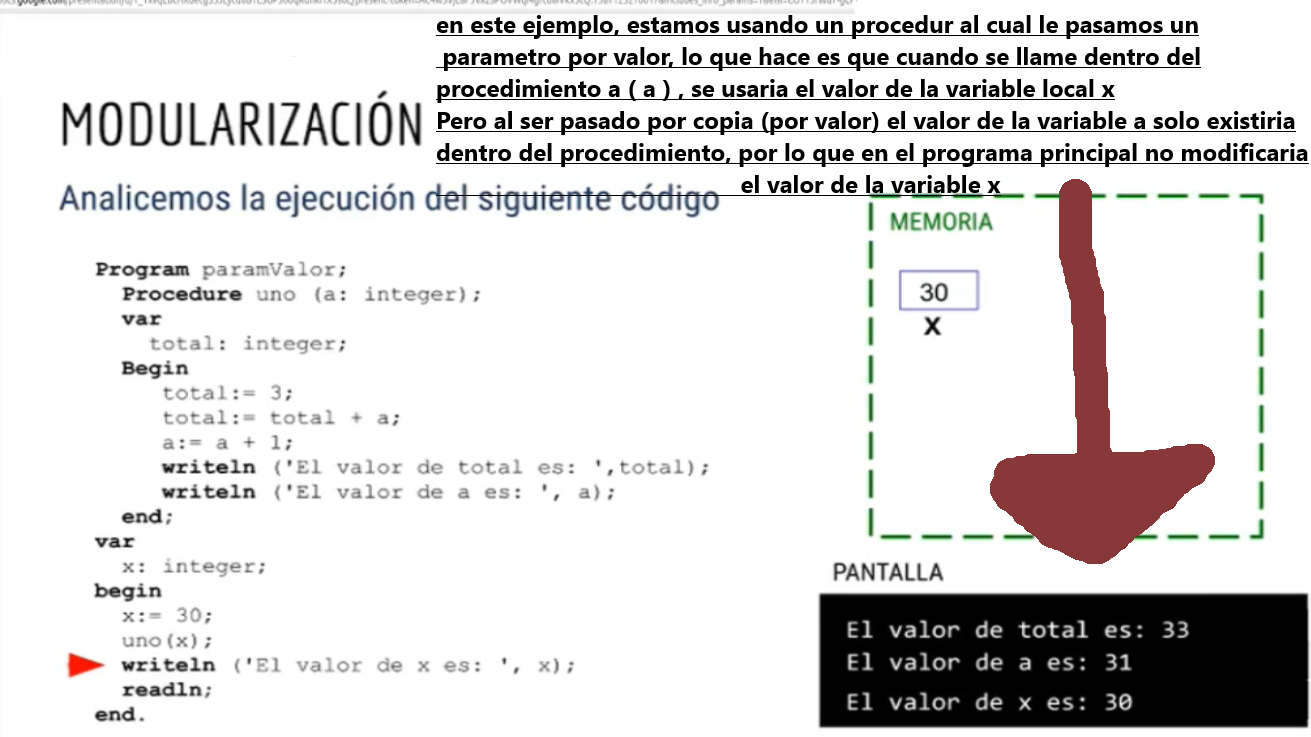 en este ejemplo, estamos usando un procedur al cual le pasamos un
parametro por valor, lo que hace es que cuando se llame dentro del
procedimiento a ( a ) , se usaria el valor de la variable local x
Pero al ser pasado por copia (por valor) el valor de la variable a solo existiria
dentro del procedimiento, por lo que en el programa principal no modificaria
el valor de la variable x
MODULARIZACIÓN
Analicemos la ejecución del siguiente código
Program paramValor;
Procedure uno (a: integer);
var
total: integer;
Begin
total:= 3;
total:= total + a;
a:= a + 1;
writeln ('El valor de total es: ',total);
writeln ('El valor de a es: ', a);
end;
var
x: integer;
begin
x:= 30;
uno(x);
writeln ('El valor de x es: ', x);
readln;
end.
MEMORIA
30
X
PANTALLA
El valor de total es: 33
El valor de a es: 31
El valor de x es: 30